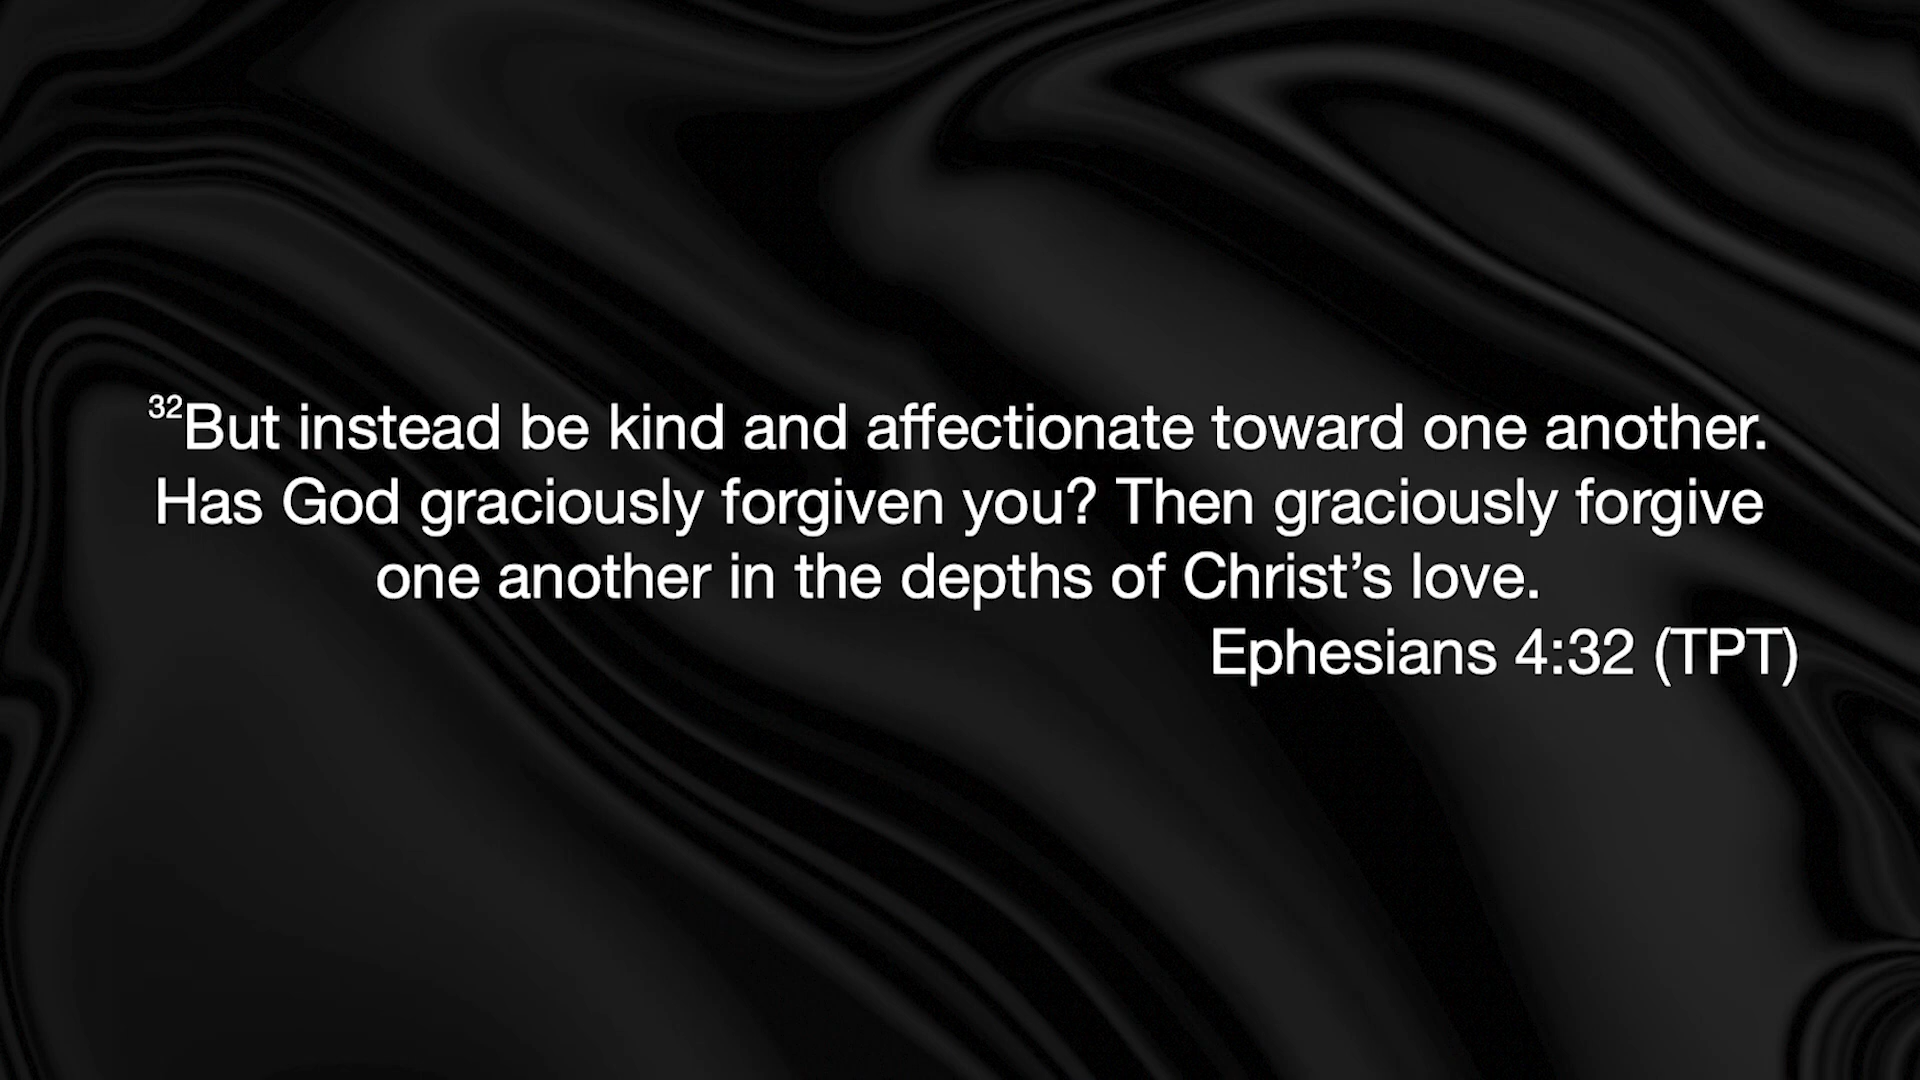 32But instead be kind and affectionate toward one another.
Has God graciously forgiven you? Then graciously forgive
one another in the depths of Christ’s love.
Ephesians 4:32 (TPT)